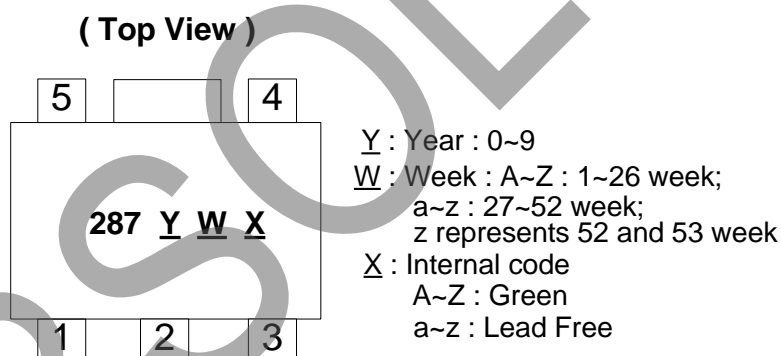 ( Top View )
5 4
287 Y W X
1 2 3
Y : Year : 0~9
W : Week : A~Z : 1~26 week;
a~z : 27~52 week;
z represents 52 and 53 week
X : Internal code
A~Z : Green
a~z : Lead Free